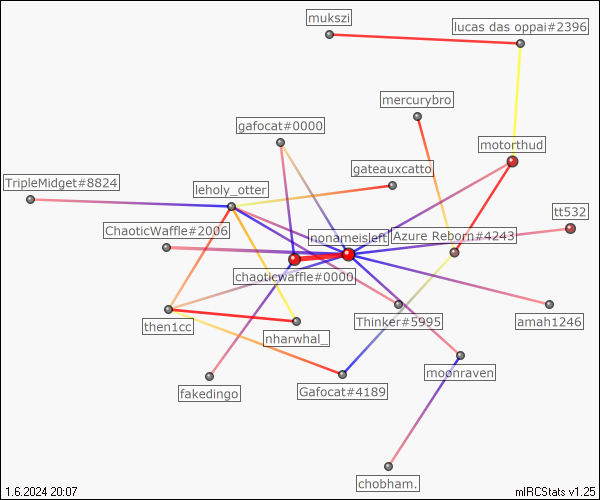 mukszi
lucas das oppai#2396
mercurybro
gafocat#0000
motorthud
gateauxcatto
TripleMidget#8824
leholy_otter
tt532
ChaoticWaffle#2006
nonameisleft
Azure Reborn#4243
chaoticwaffle#0000
Thinker#5995
amah1246
then1cc
nharwhal_
moonraven
fakedingo
Gafocat#4189
chobham.
1.6.2024 20:07
mIRCStats v1.25